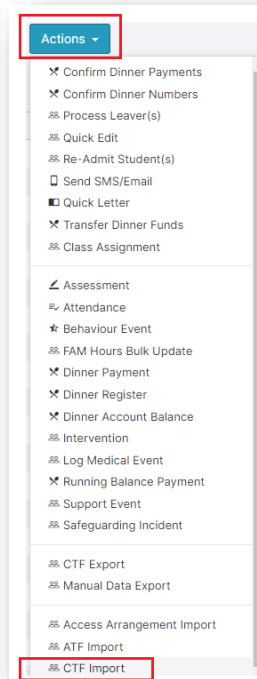 Actions
Confirm Dinner Payments
Confirm Dinner Numbers
Process Leaver(s)
Quick Edit
Re-Admit Student(s)
Send SMS/Email
Quick Letter
Transfer Dinner Funds
Class Assignment
Assessment
Attendance
Behaviour Event
FAM Hours Bulk Update
Dinner Payment
Dinner Register
Dinner Account Balance
Intervention
Log Medical Event
Running Balance Payment
Support Event
Safeguarding Incident
CTF Export
Manual Data Export
Access Arrangement Import
ATF Import
CTF Import